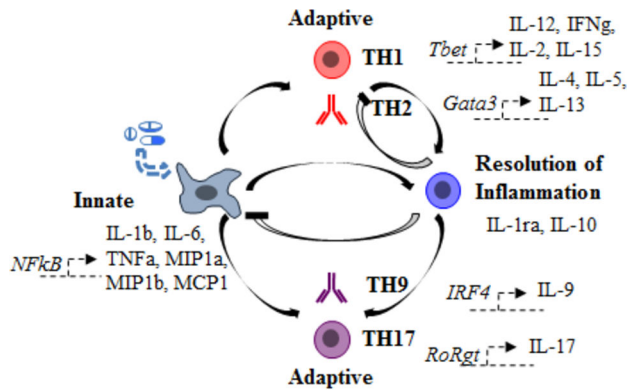 Adaptive
TH1
TH2
Tbet
IL-12, IFNg,
IL-2, IL-15
Gata3
IL-4, IL-5,
IL-13
Innate
NFkB
IL-1b, IL-6,
TNFa, MIP1a,
MIP1b, MCP1
Resolution of
Inflammation
IL-1ra, IL-10
TH9
TH17
Adaptive
IRF4
IL-9
RoRgt
IL-17